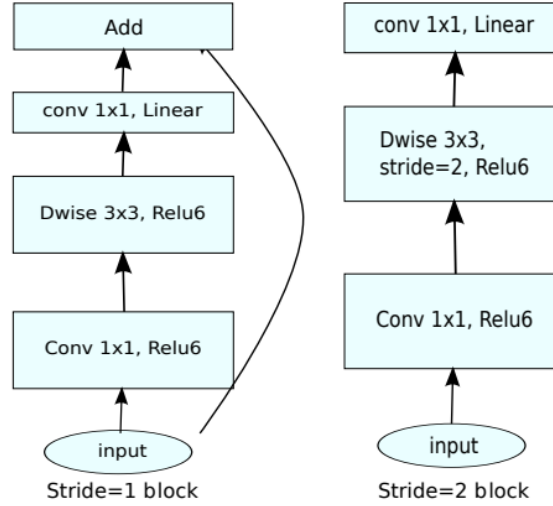 Add
conv 1x1, Linear
Dwise 3x3, Relu6
Conv 1x1, Relu6
input
Stride=1 block
conv 1x1, Linear
Dwise 3x3,
stride=2, Relu6
Conv 1x1, Relu6
input
Stride=2 block